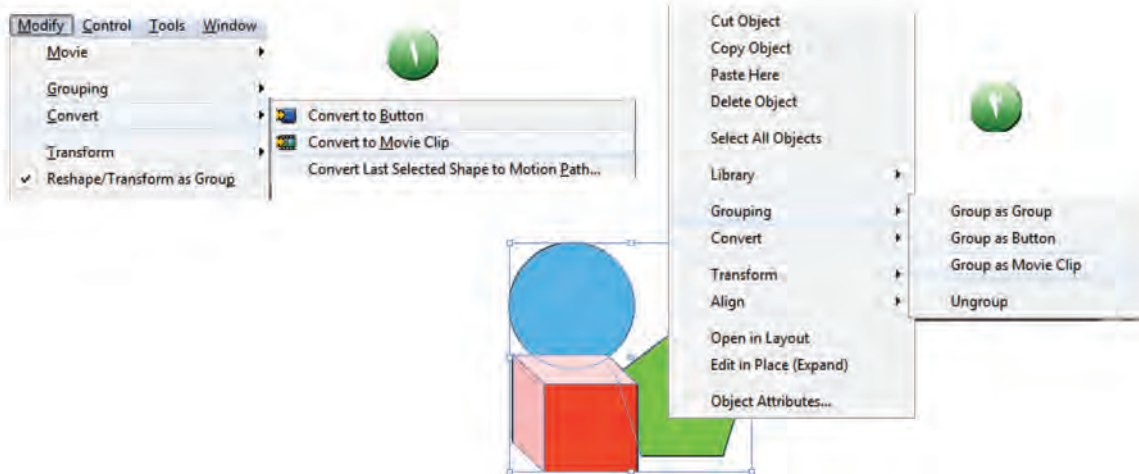 Modify Control Tools Window
Movie
Grouping
Convert
Transform
Reshape/Transform as Group
۱
Convert to Button
Convert to Movie Clip
Convert Last Selected Shape to Motion Path...
Cut Object
Copy Object
Paste Here
Delete Object
Select All Objects
Library
Grouping
Convert
Transform
Align
Open in Layout
Edit in Place (Expand)
Object Attributes...
۲
Group as Group
Group as Button
Group as Movie Clip
Ungroup